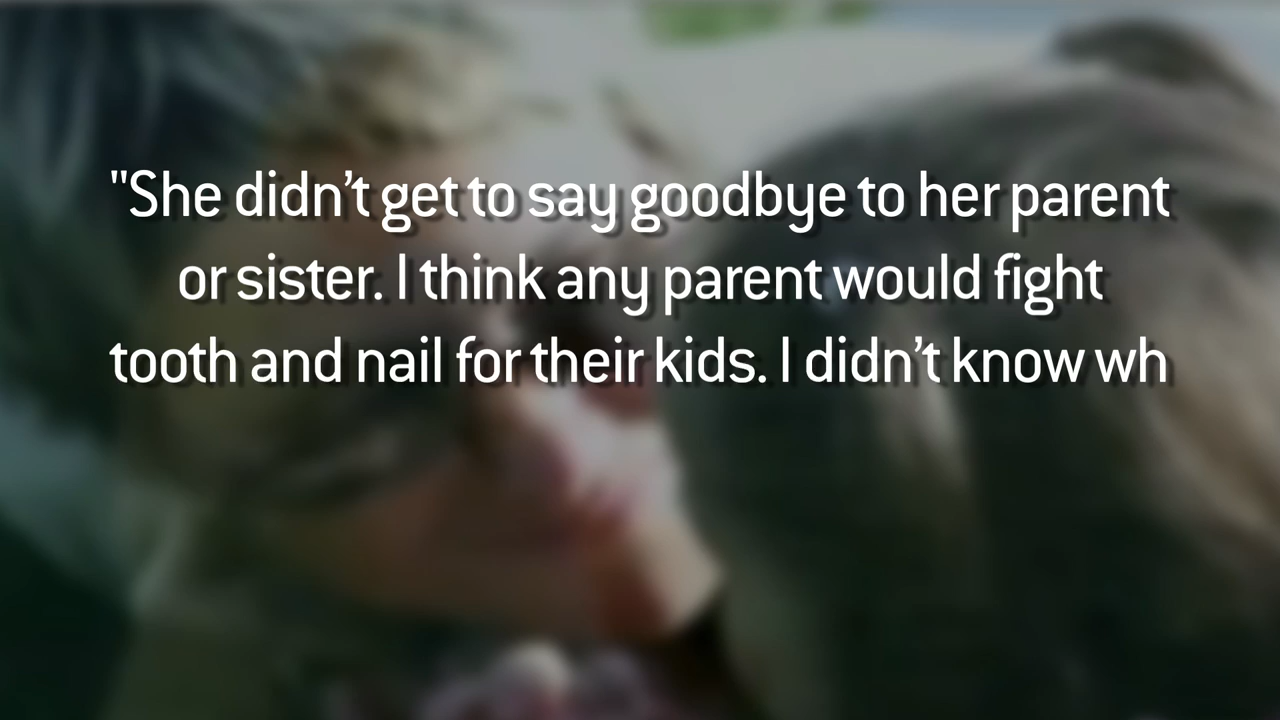 "She didn’t get to say goodbye to her parent
or sister. I think any parent would fight
tooth and nail for their kids. I didn’t know wh